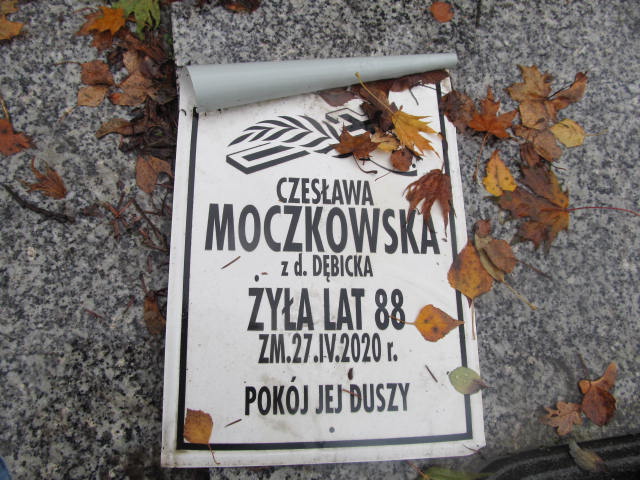 CZESŁAWA
MOCZKOWSKA
z d. DĘBICKA
ŻYŁA LAT 88
ZM.27.IV.2020 r.
POKÓJ JEJ DUSZY